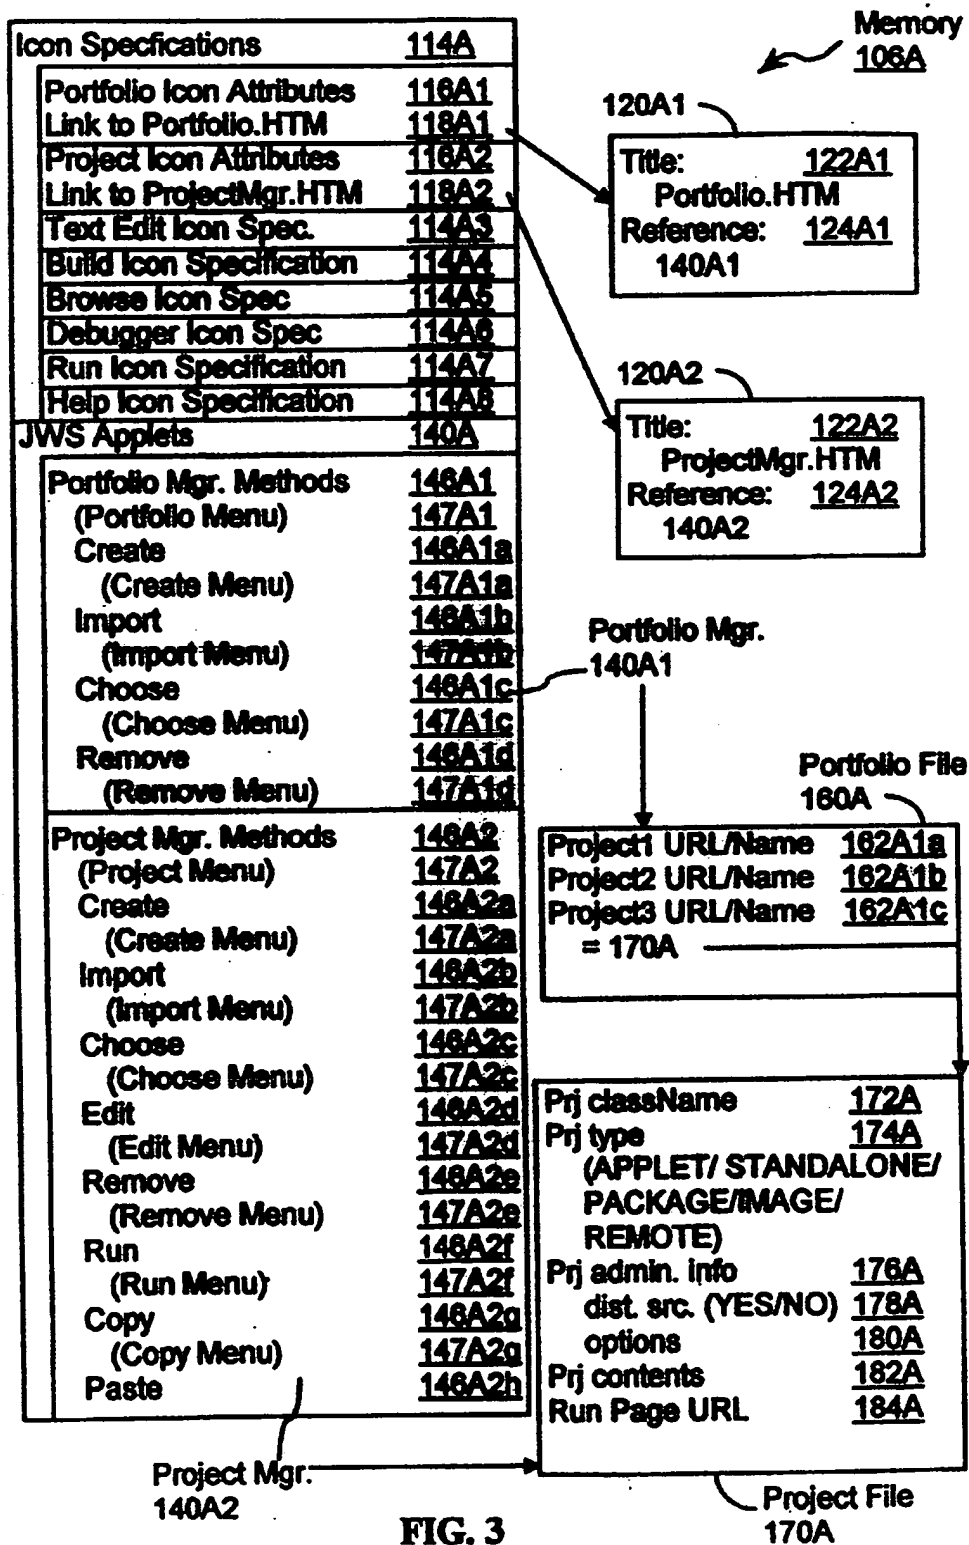 Icon Specfications 114A
Portfolio Icon Attributes 116A1
Link to Portfolio.HTM 118A1
Project Icon Attributes 116A2
Link to ProjectMgr.HTM 118A2
Text Edit Icon Spec. 114A3
Build Icon Specification 114A4
Browse Icon Spec 114A5
Debugger Icon Spec 114A6
Run Icon Specification 114A7
Help Icon Specification 114A8
JWS Applets 140A
Portfolio Mgr. Methods 146A1
(Portfolio Menu) 147A1
Create 146A1a
(Create Menu) 147A1a
Import 146A1b
(Import Menu) 147A1b
Choose 146A1c
(Choose Menu) 147A1c
Remove 146A1d
(Remove Menu) 147A1d
Project Mgr. Methods 146A2
(Project Menu) 147A2
Create 146A2a
(Create Menu) 147A2a
Import 146A2b
(Import Menu) 147A2b
Choose 146A2c
(Choose Menu) 147A2c
Edit 146A2d
(Edit Menu) 147A2d
Remove 146A2e
(Remove Menu) 147A2e
Run 146A2f
(Run Menu) 147A2f
Copy 146A2g
(Copy Menu) 147A2g
Paste 146A2h
Project Mgr.
140A2
Memory
106A
120A1
Title: 122A1
Portfolio.HTM
Reference: 124A1
140A1
120A2
Title: 122A2
ProjectMgr.HTM
Reference: 124A2
140A2
Portfolio Mgr.
140A1
Portfolio File
160A
Project1 URL/Name 162A1a
Project2 URL/Name 162A1b
Project3 URL/Name 162A1c
= 170A
Prj className 172A
Prj type 174A
(APPLET/ STANDALONE/
PACKAGE/IMAGE/
REMOTE)
Prj admin. info 176A
dist. src. (YES/NO) 178A
options 180A
Prj contents 182A
Run Page URL 184A
Project File
170A
FIG. 3